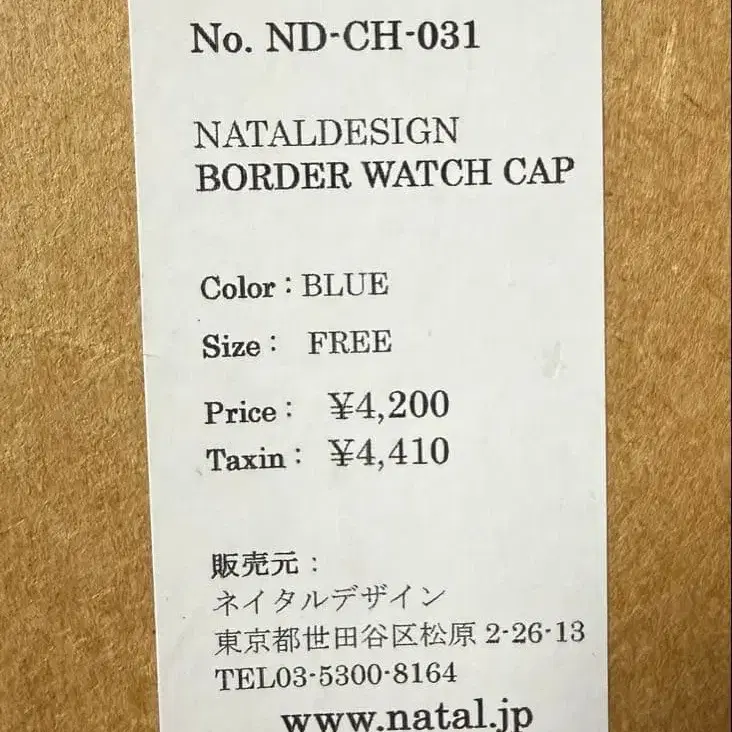 No. ND-CH-031
NATALDESIGN
BORDER WATCH CAP
Color : BLUE
Size : FREE
Price : ¥4,200
Taxin : ¥4,410
販売元 :
ネイタルデザイン
東京都世田谷区松原 2-26-13
TEL03-5300-8164
www.natal.jp